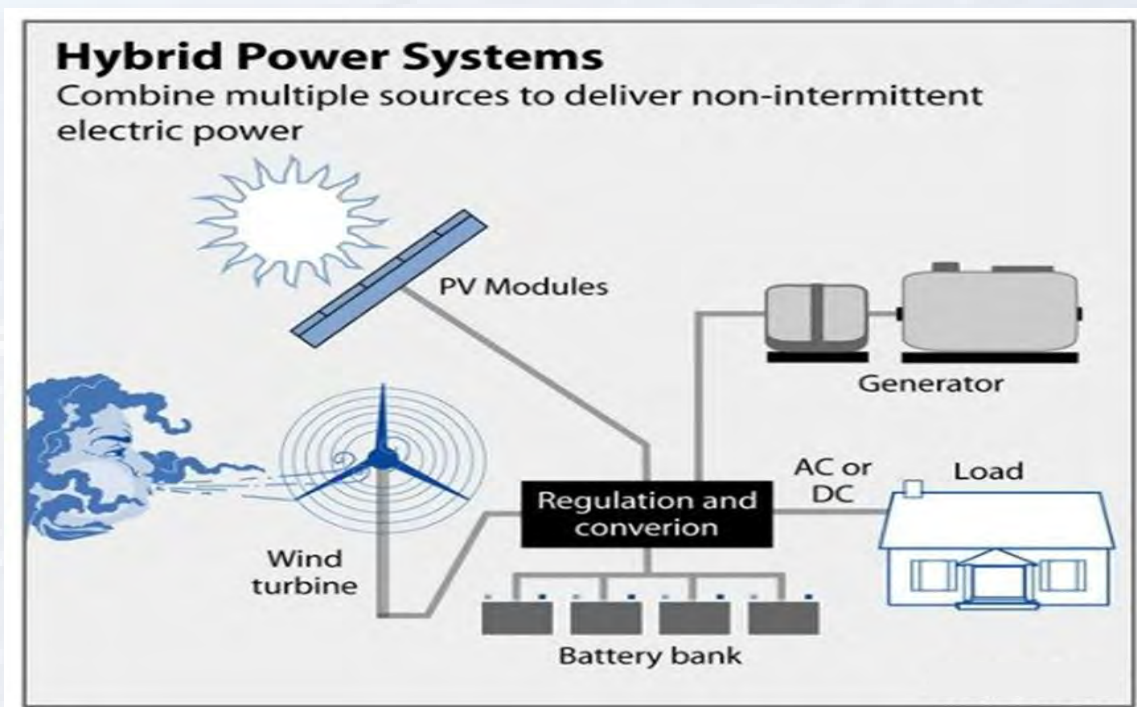 Hybrid Power Systems
Combine multiple sources to deliver non-intermittent
electric power
PV Modules
Generator
AC or
DC
Load
Regulation and
converion
Wind
turbine
Battery bank